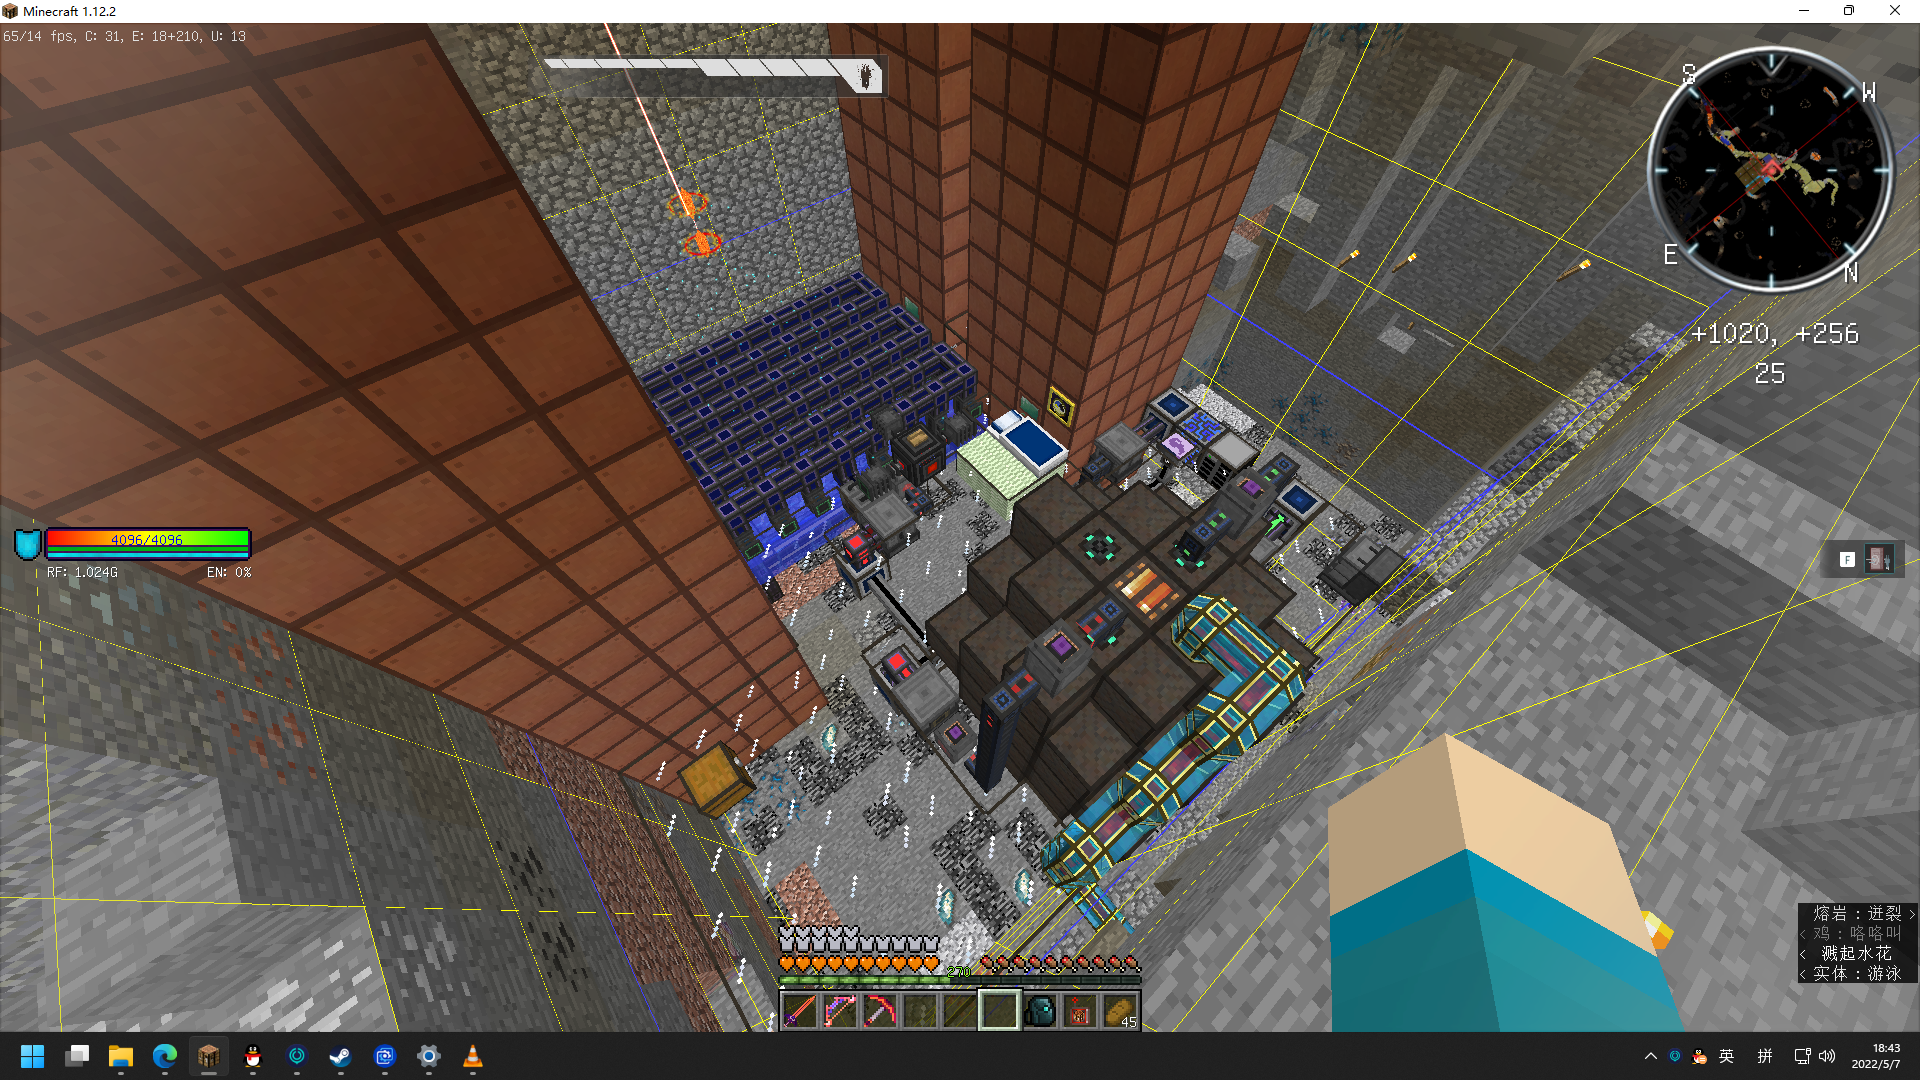 Minecraft 1.12.2
65/14 fps, C: 31, E: 18+210, U: 13
S
W
E
N
+1020, +256
25
4096/4096
RF: 1.024G
EN: 0%
F
熔岩：迸裂 >
< 鸡：咯咯叫
< 溅起水花
< 实体：游泳
270
45
英
拼
18:43
2022/5/7